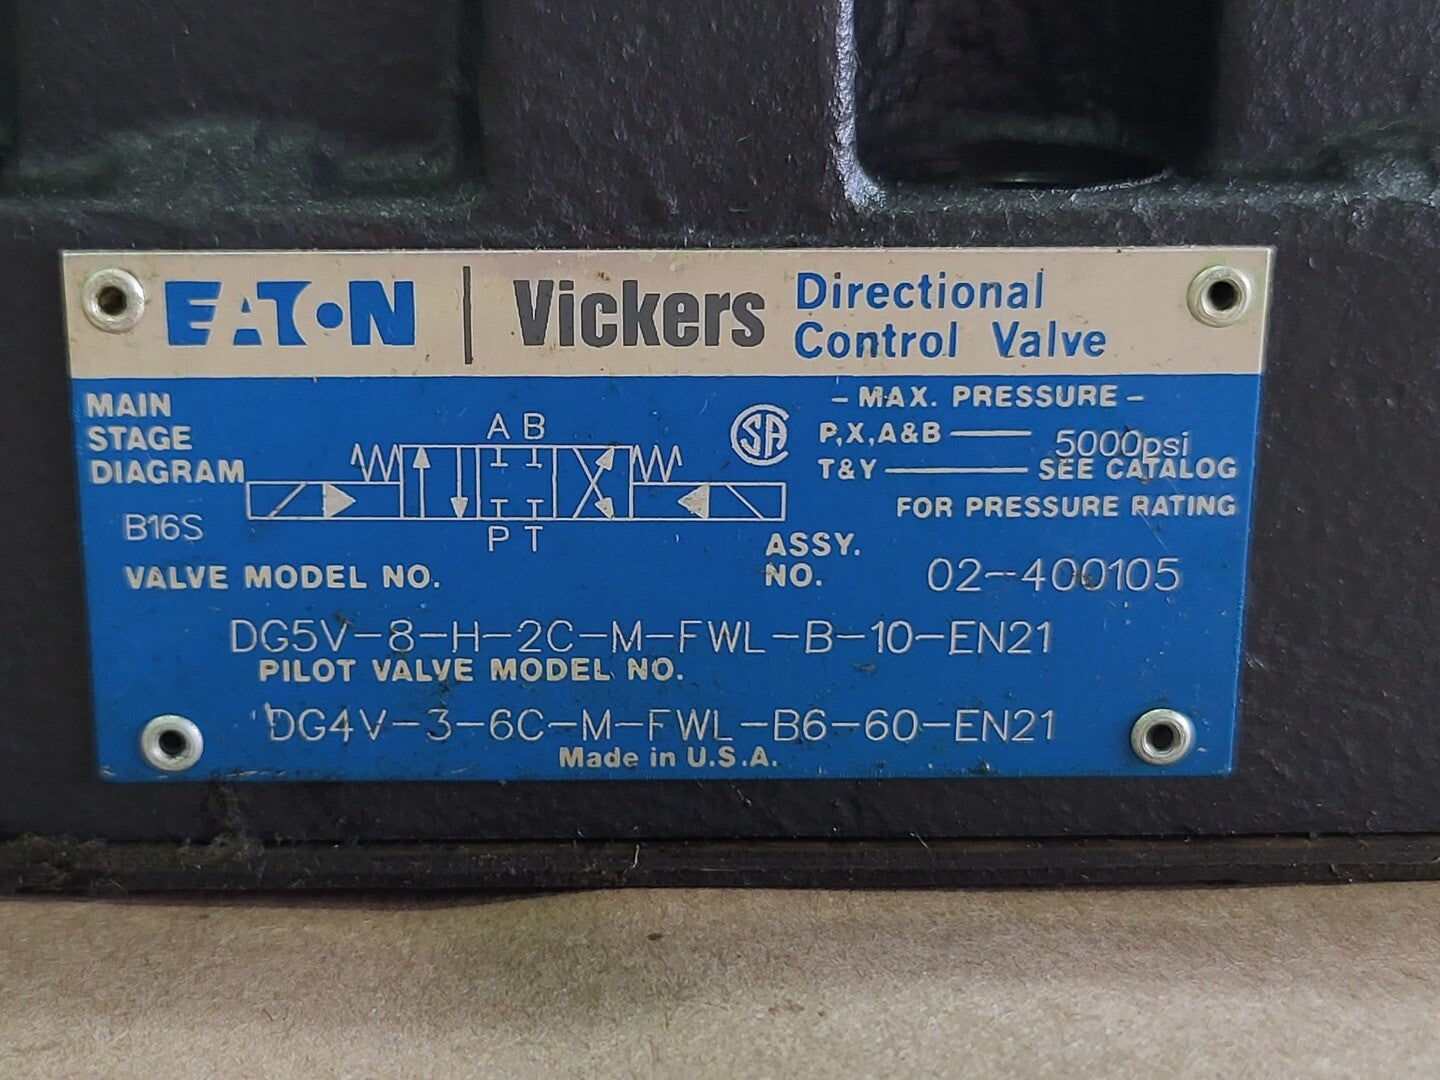 EATON | Vickers Directional
Control Valve
MAIN
STAGE
DIAGRAM
B16S
A B
P T
SA
- MAX. PRESSURE -
P,X,A&B 5000psi
T&Y SEE CATALOG
FOR PRESSURE RATING
ASSY.
NO. 02-400105
VALVE MODEL NO.
DG5V-8-H-2C-M-FWL-B-10-EN21
PILOT VALVE MODEL NO.
DG4V-3-6C-M-FWL-B6-60-EN21
Made in U.S.A.